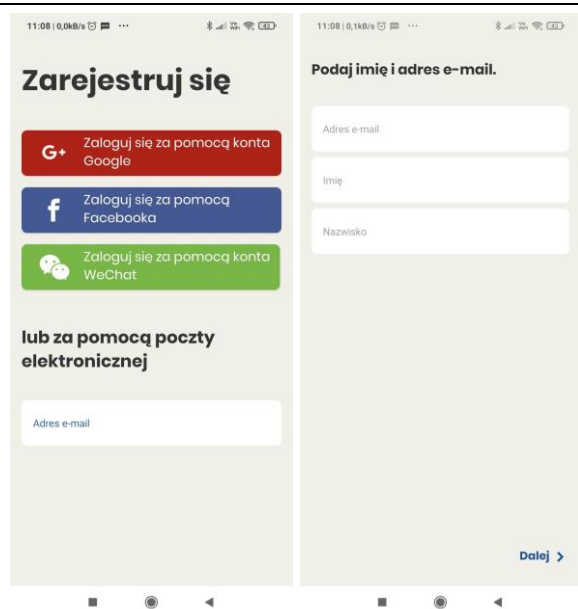 11:08 | 0,0kB/s
Zarejestruj się
G+
Zaloguj się za pomocą konta
Google
f
Zaloguj się za pomocą
Facebooka
Zaloguj się za pomocą konta
WeChat
lub za pomocą poczty
elektronicznej
Adres e-mail
11:08 | 0,1kB/s
Podaj imię i adres e-mail.
Adres e-mail
Imię
Nazwisko
Dalej